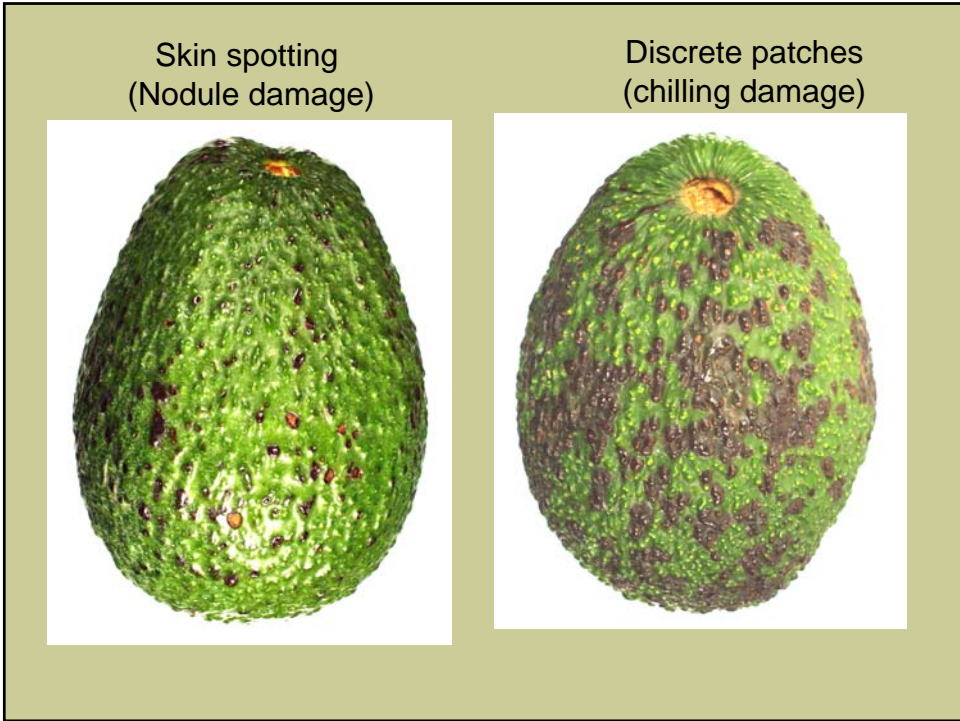 Skin spotting
(Nodule damage)
Discrete patches
(chilling damage)